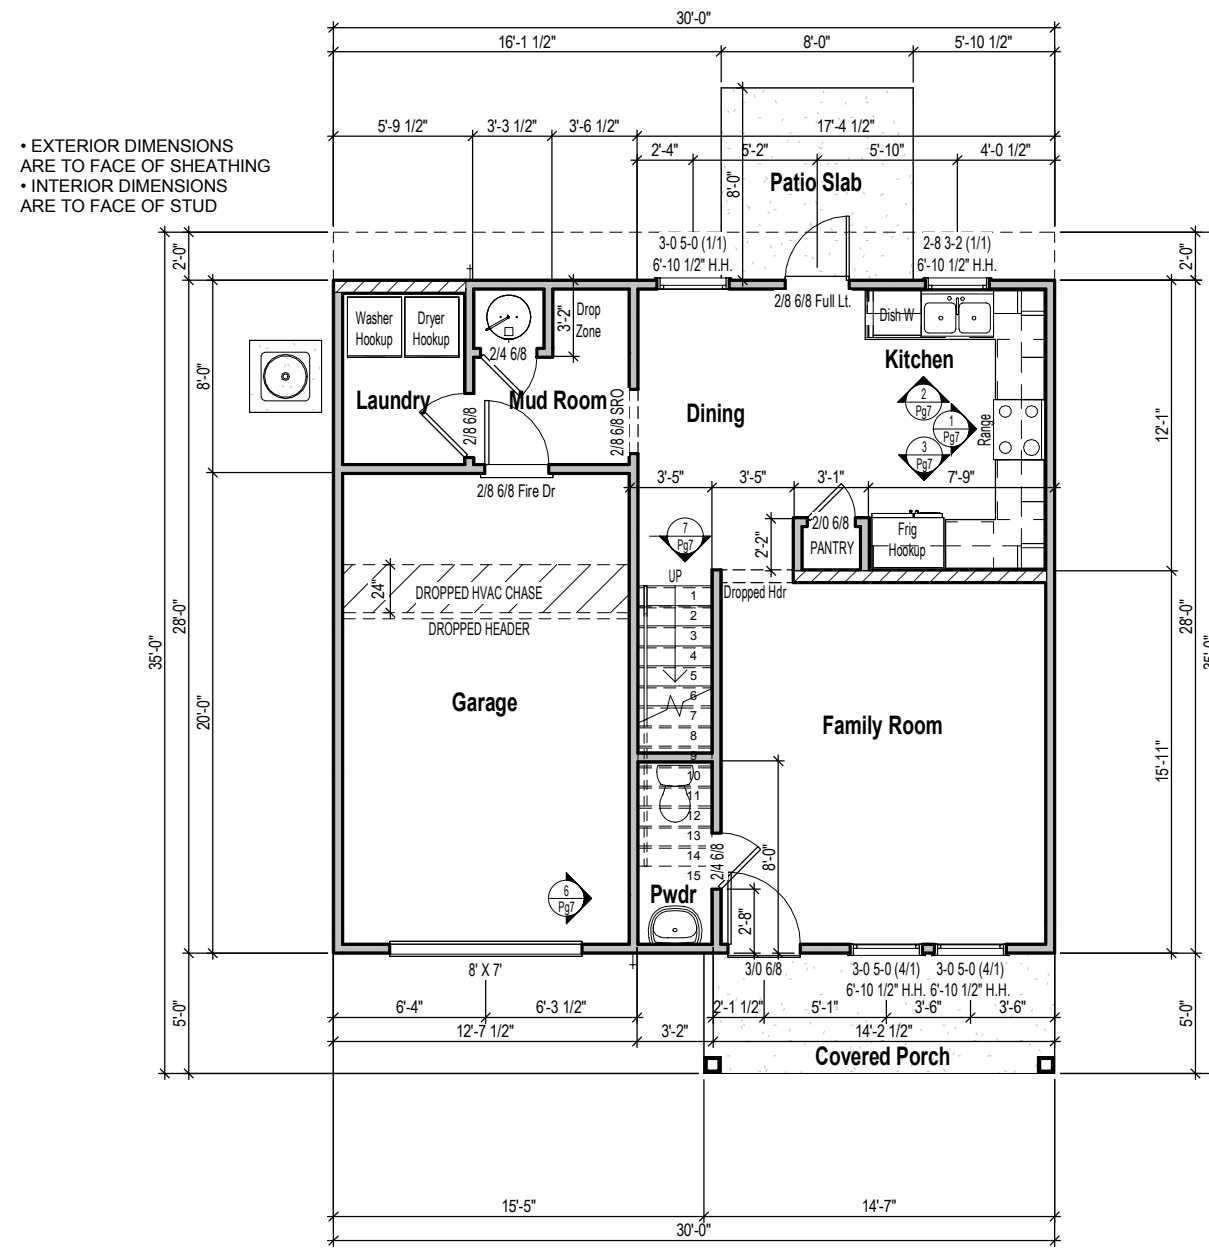 30'-0"
16'-1 1/2" 8'-0" 5'-10 1/2"
5'-9 1/2" 3'-3 1/2" 3'-6 1/2" 17'-4 1/2"
• EXTERIOR DIMENSIONS
ARE TO FACE OF SHEATHING
• INTERIOR DIMENSIONS
ARE TO FACE OF STUD
2'-4" 5'-2" 5'-10" 4'-0 1/2"
8'-0"
Patio Slab
2'-0"
2'-0"
3-0 5-0 (1/1)
6'-10 1/2" H.H.
2-8 3-2 (1/1)
6'-10 1/2" H.H.
2/8 6/8 Full Lt.
Washer
Hookup
Dryer
Hookup
2/4 6/8
3'-2"
Drop
Zone
Dish W
Kitchen
8'-0"
Laundry
Mud Room
Dining
2/8 6/8
2/8 6/8 SRO
2
Pg7
1
Pg7
3
Pg7
Range
12'-1"
2/8 6/8 Fire Dr
3'-5" 3'-5" 3'-1" 7'-9"
7
Pg7
2'-2"
2/0 6/8
PANTRY
Frig
Hookup
UP
Dropped Hdr
24"
DROPPED HVAC CHASE
DROPPED HEADER
1
2
3
4
5
6
7
8
9
10
11
12
13
14
15
35'-0"
28'-0"
20'-0"
28'-0"
35'-0"
15'-11"
Garage
Family Room
2/4 6/8
8'-0"
2'-8"
Pwdr
6
Pg7
8' X 7'
3/0 6/8
3-0 5-0 (4/1)
6'-10 1/2" H.H.
3-0 5-0 (4/1)
6'-10 1/2" H.H.
5'-0"
5'-0"
6'-4" 6'-3 1/2" 2'-1 1/2" 5'-1" 3'-6" 3'-6"
12'-7 1/2" 3'-2" 14'-2 1/2"
Covered Porch
15'-5" 14'-7"
30'-0"